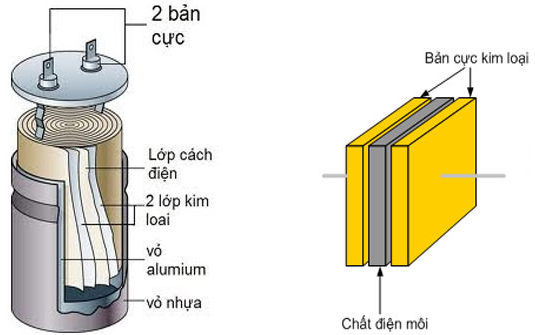 2 bản
cực
Lớp cách
điện
2 lớp kim
loai
vỏ
alumium
vỏ nhựa
Bản cực kim loại
Chất điện môi